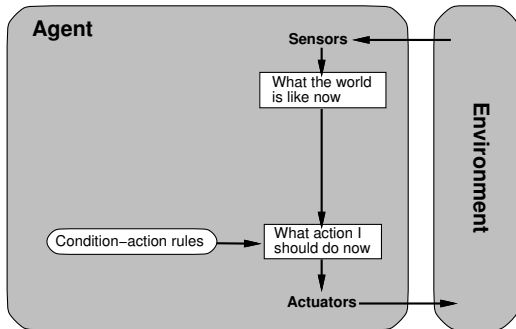 Agent
Sensors
What the world
is like now
Environment
Condition–action rules
What action I
should do now
Actuators